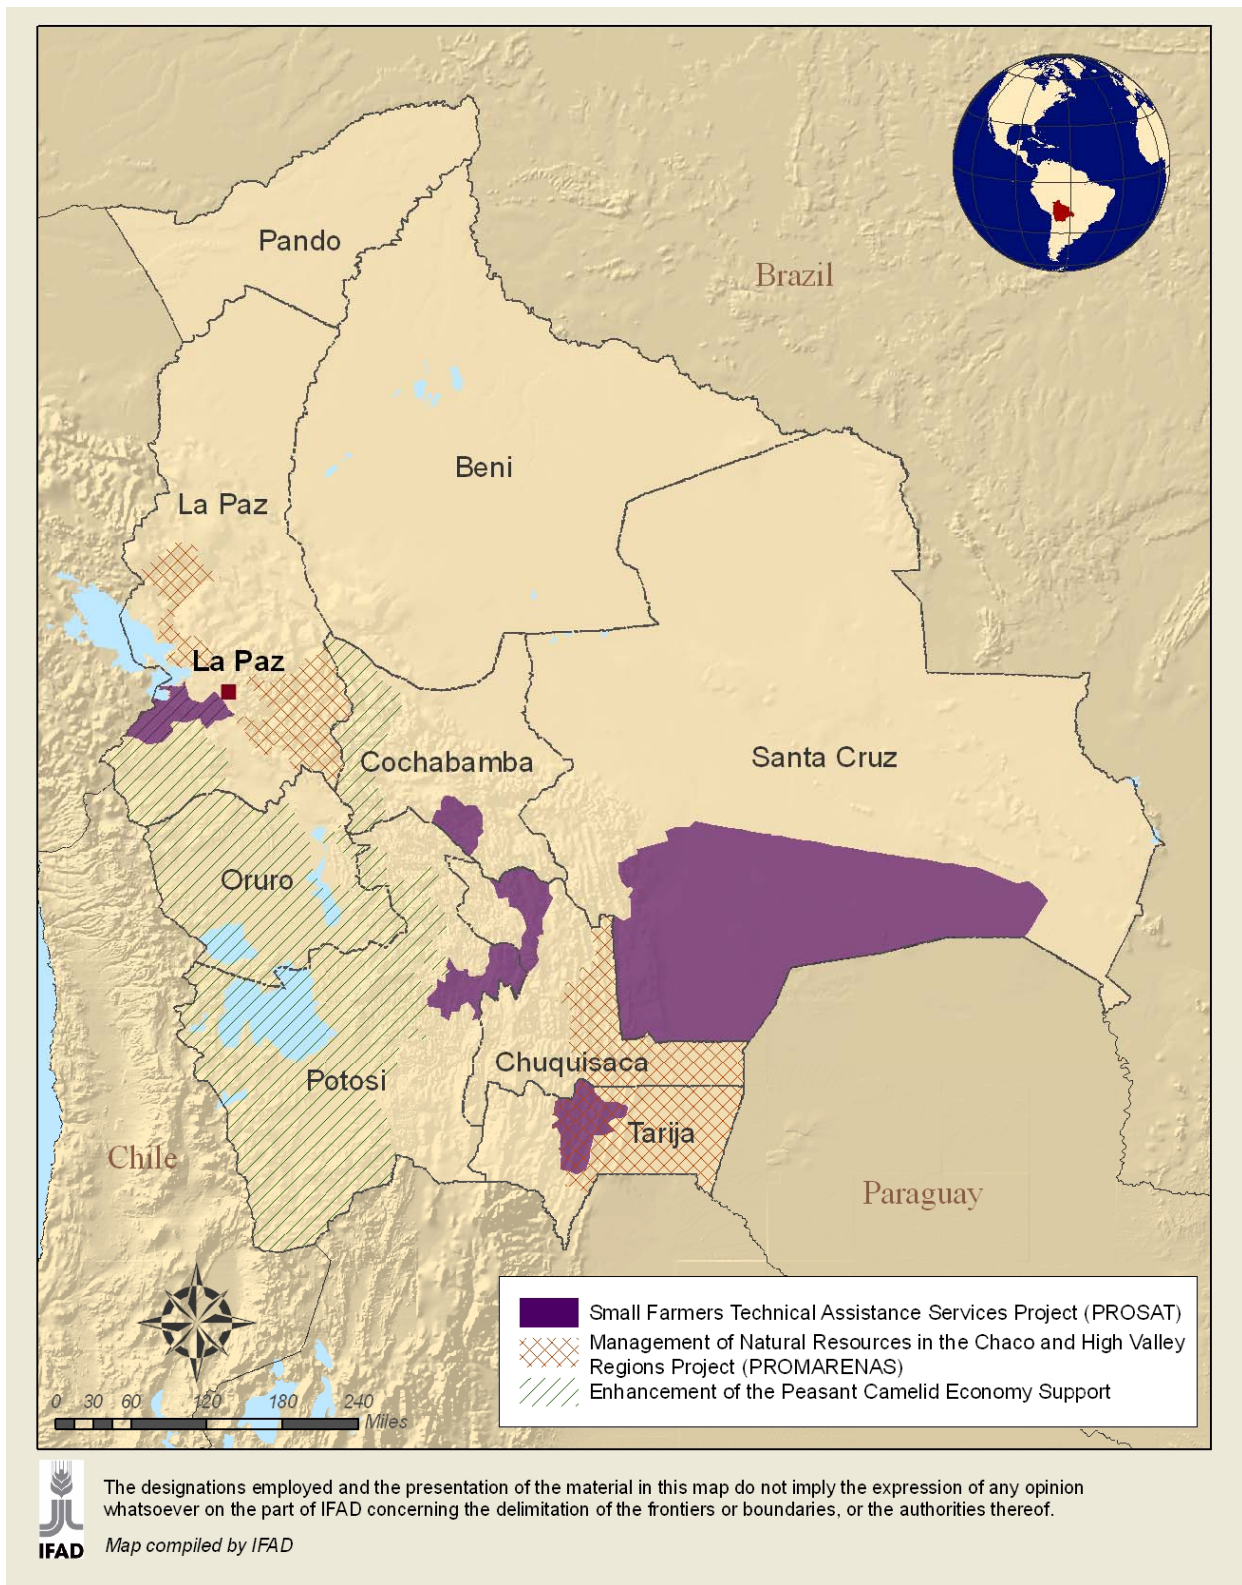 Pando
Brazil
Beni
La Paz
La Paz
Cochabamba
Santa Cruz
Oruro
Chuquisaca
Potosi
Tarija
Chile
Paraguay
Small Farmers Technical Assistance Services Project (PROSAT)
Management of Natural Resources in the Chaco and High Valley
Regions Project (PROMARENAS)
Enhancement of the Peasant Camelid Economy Support
0 30 60 120 180 240
Miles
The designations employed and the presentation of the material in this map do not imply the expression of any opinion
whatsoever on the part of IFAD concerning the delimitation of the frontiers or boundaries, or the authorities thereof.
IFAD
Map compiled by IFAD